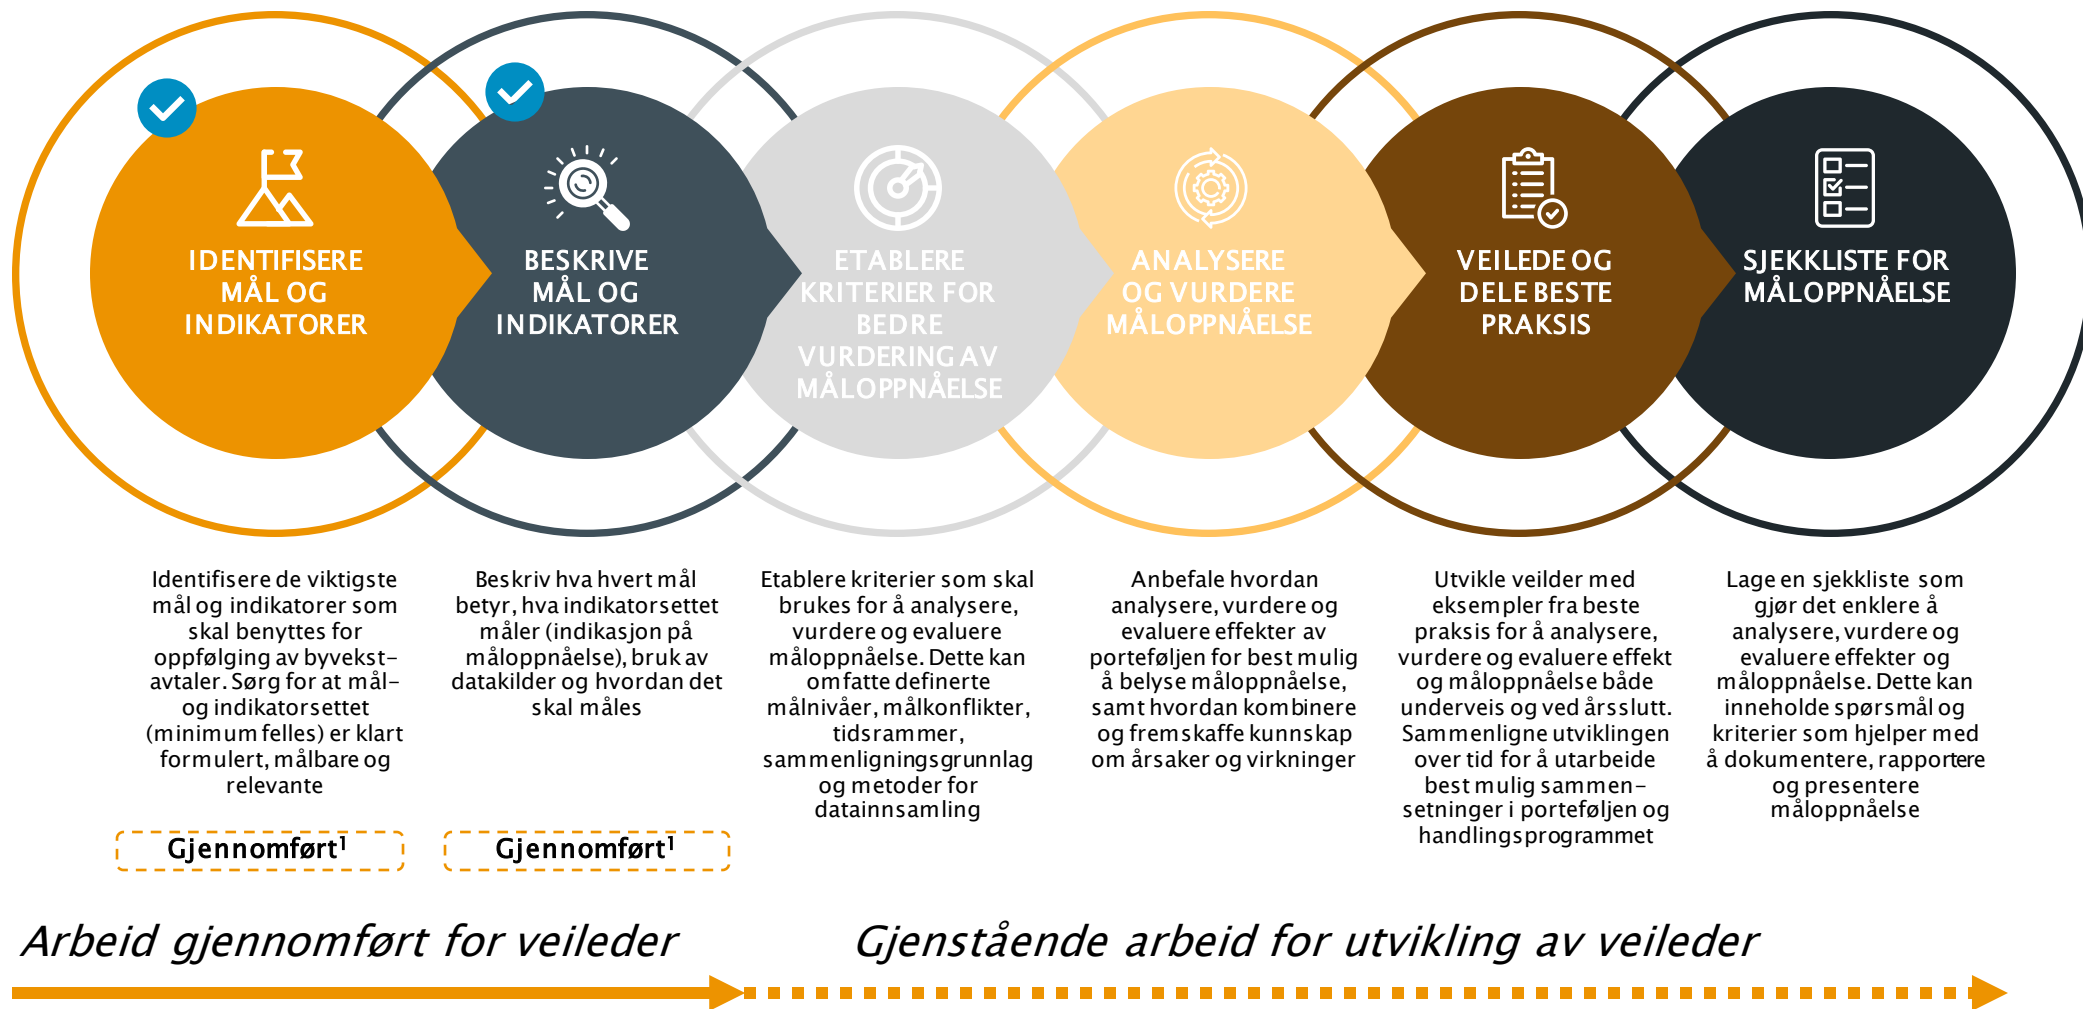 IDENTIFISERE
MÅL OG
INDIKATORER
BESKRIVE
MÅL OG
INDIKATORER
ETABLERE
KRITERIER FOR
BEDRE
VURDERING AV
MÅLOPPNÅELSE
ANALYSERE
OG VURDERE
MÅLOPPNÅELSE
VEILEDE OG
DELE BESTE
PRAKSIS
SJEKKLISTE FOR
MÅLOPPNÅELSE
Identifisere de viktigste
mål og indikatorer som
skal benyttes for
oppfølging av byvekst-
avtaler. Sørg for at mål-
og indikatorsettet
(minimum felles) er klart
formulert, målbare og
relevante
Gjennomført¹
Beskriv hva hvert mål
betyr, hva indikatorsettet
måler (indikasjon på
måloppnåelse), bruk av
datakilder og hvordan det
skal måles
Gjennomført¹
Etablere kriterier som skal
brukes for å analysere,
vurdere og evaluere
måloppnåelse. Dette kan
omfatte definerte
målnivåer, målkonflikter,
tidsrammer,
sammenligningsgrunnlag
og metoder for
datainnsamling
Anbefale hvordan
analysere, vurdere og
evaluere effekter av
porteføljen for best mulig
å belyse måloppnåelse,
samt hvordan kombinere
og fremskaffe kunnskap
om årsaker og virkninger
Utvikle veilder med
eksempler fra beste
praksis for å analysere,
vurdere og evaluere effekt
og måloppnåelse både
underveis og ved årsslutt.
Sammenligne utviklingen
over tid for å utarbeide
best mulig sammen-
setninger i porteføljen og
handlingsprogrammet
Lage en sjekkliste som
gjør det enklere å
analysere, vurdere og
evaluere effekter og
måloppnåelse. Dette kan
inneholde spørsmål og
kriterier som hjelper med
å dokumentere, rapportere
og presentere
måloppnåelse
Arbeid gjennomført for veileder
Gjenstående arbeid for utvikling av veileder